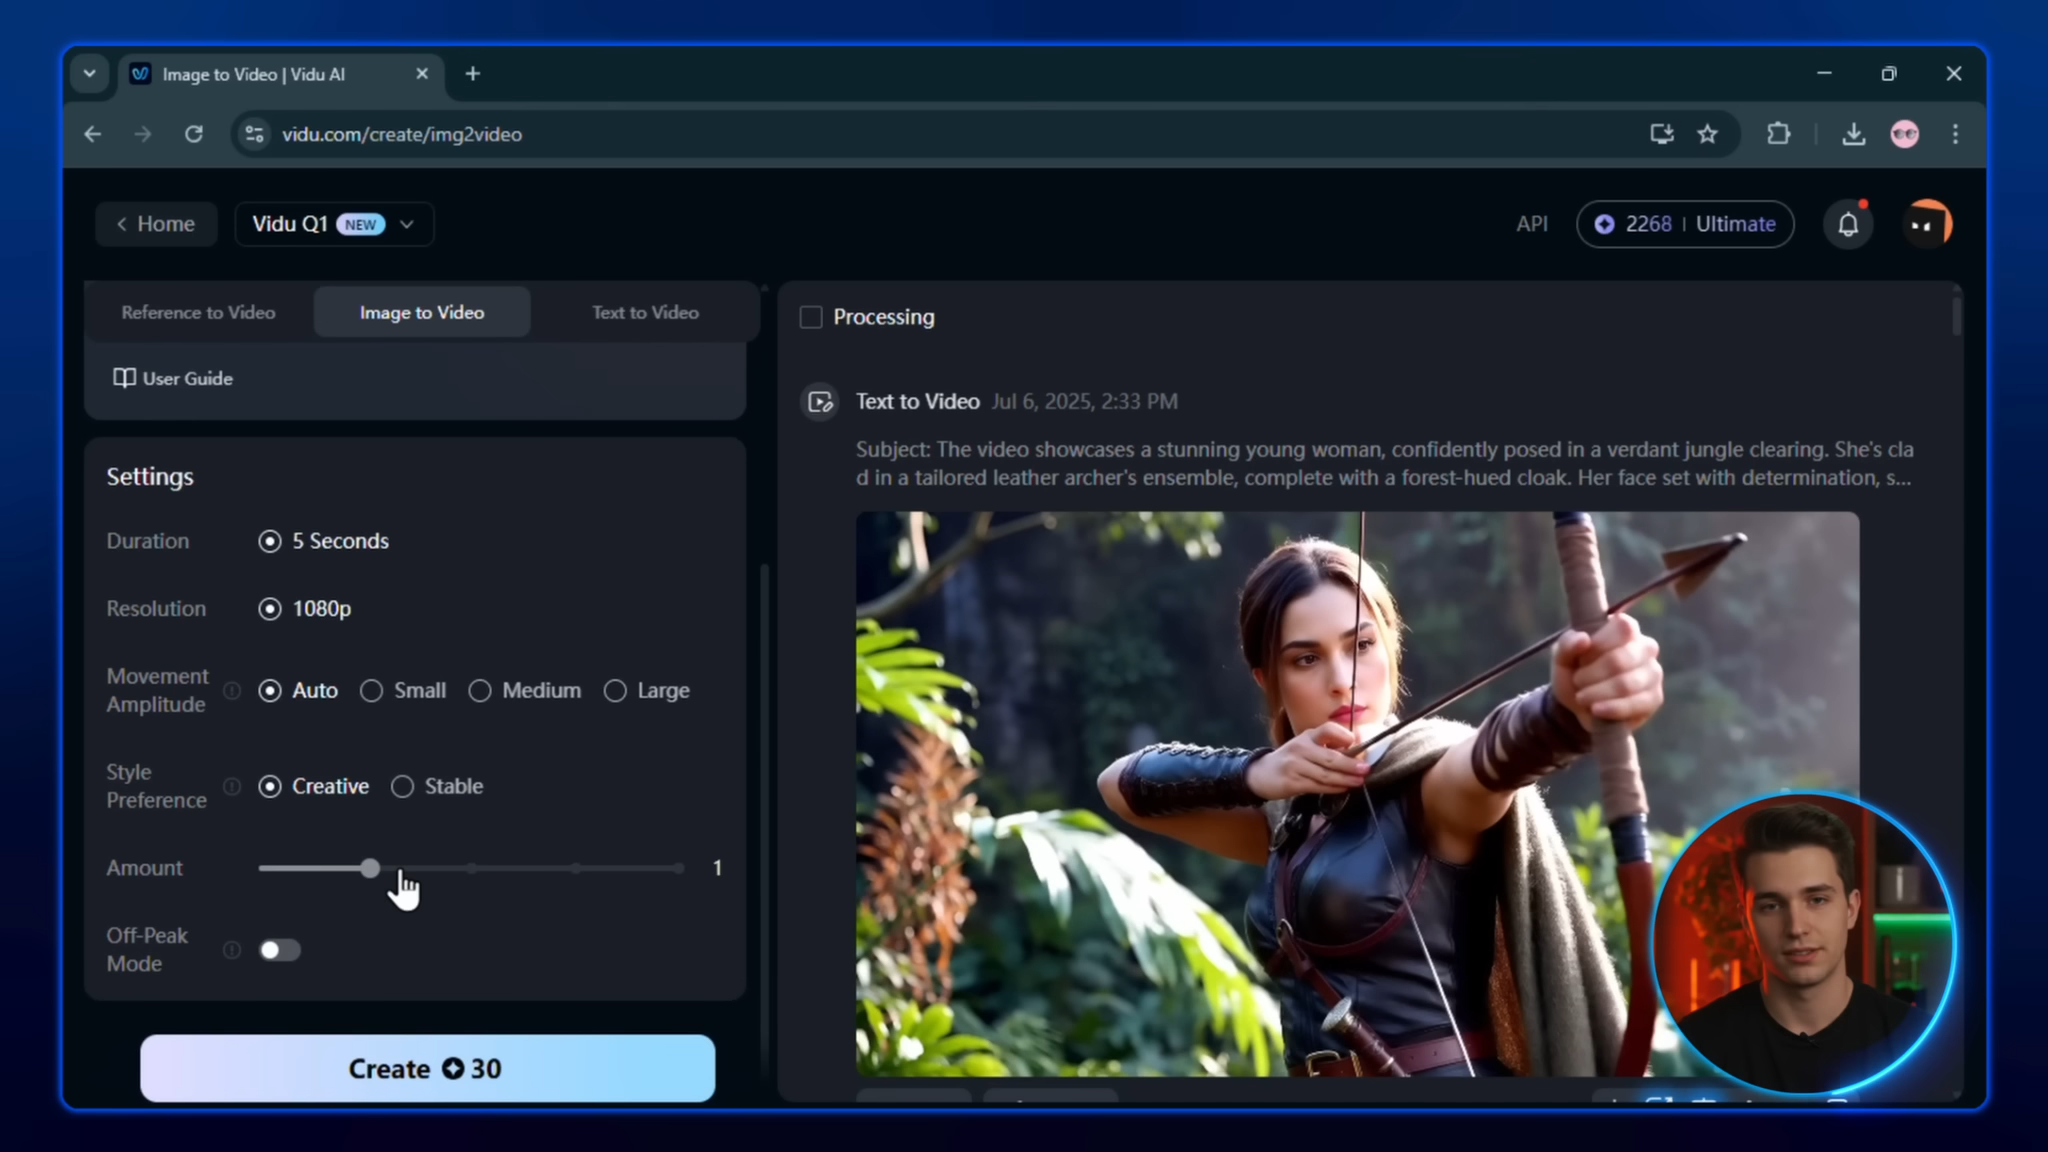 Image to Video | Vidu AI
vidu.com/create/img2video
Home
Vidu Q1 NEW
API
2268 | Ultimate
Reference to Video
Image to Video
Text to Video
User Guide
Settings
Duration
5 Seconds
Resolution
1080p
Movement
Amplitude
Auto
Small
Medium
Large
Style
Preference
Creative
Stable
Amount
1
Off-Peak
Mode
Create 30
Processing
Text to Video Jul 6, 2025, 2:33 PM
Subject: The video showcases a stunning young woman, confidently posed in a verdant jungle clearing. She's cla
d in a tailored leather archer's ensemble, complete with a forest-hued cloak. Her face set with determination, s...